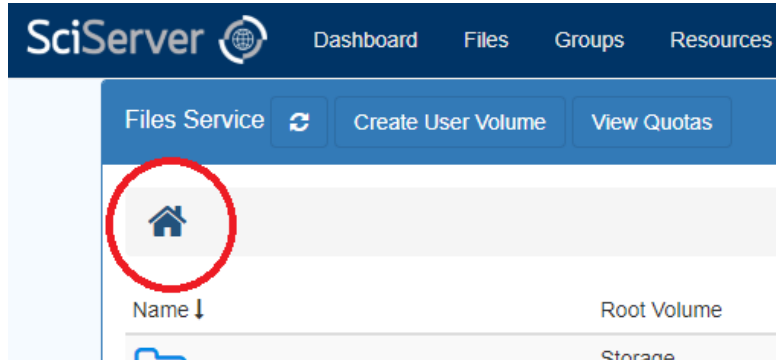 SciServer Dashboard Files Groups Resources
Files Service Create User Volume View Quotas
Name Root Volume
Storage